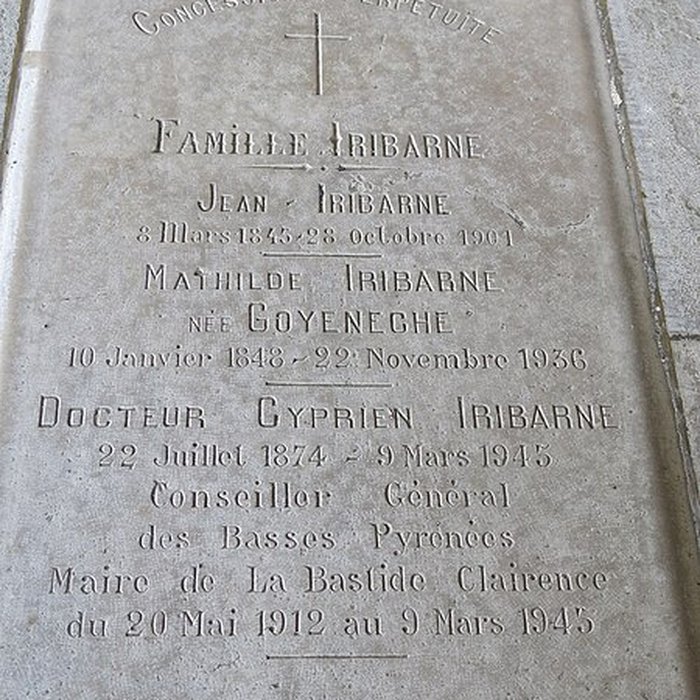 CONCESSION PERPÉTUITÉ
FAMILLE IRIBARNE
JEAN - IRIBARNE
8 Mars 1845-28 Octobre 1901
MATHILDE IRIBARNE
NÉE GOYENECHE
10 Janvier 1848 - 22 Novembre 1936
DOCTEUR CYPRIEN IRIBARNE
22 Juillet 1874 - 9 Mars 1945
Conseiller Général
des Basses Pyrénées
Maire de La Bastide Clairence
du 20 Mai 1912 au 9 Mars 1945